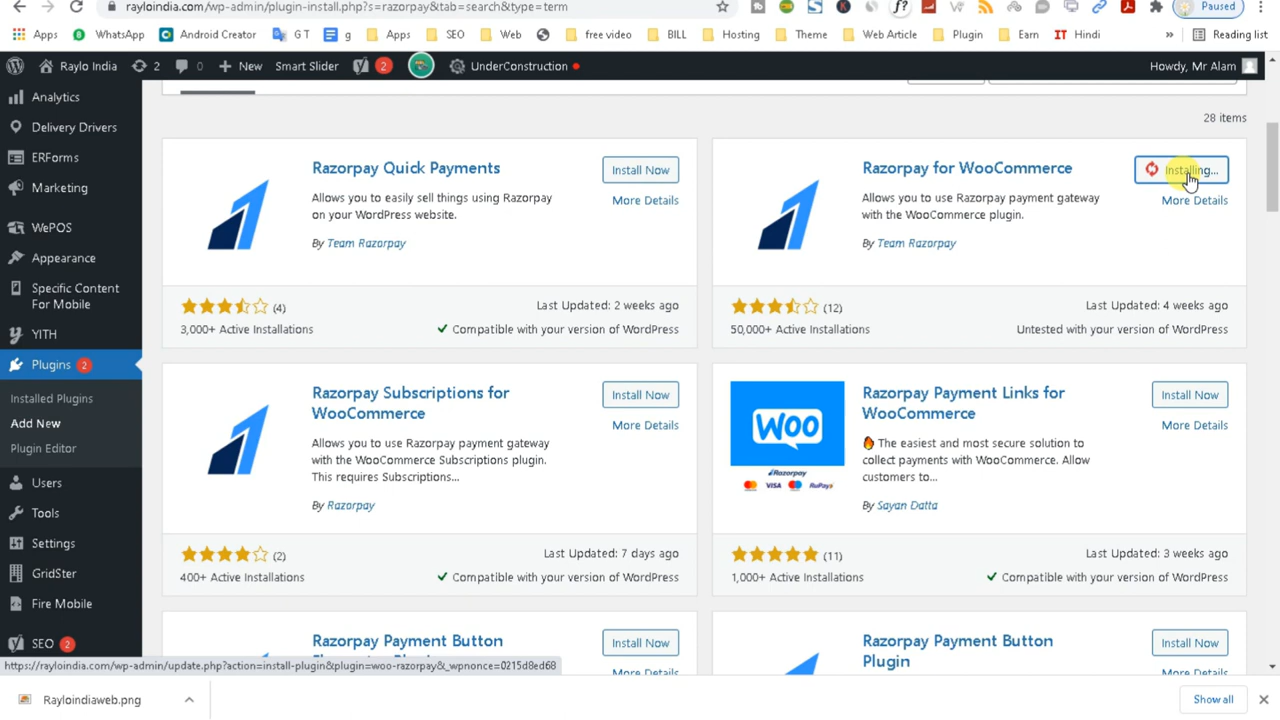 rayloindia.com/wp-admin/plugin-install.php?s=razorpay&tab=search&type=term
Paused
Apps WhatsApp Android Creator G T g Apps SEO Web free video BILL Hosting Theme Web Article Plugin Earn IT Hindi » Reading list
Raylo India 2 0 New Smart Slider 2 UnderConstruction Howdy, Mr Alam
Analytics
Delivery Drivers
ERForms
Marketing
WePOS
Appearance
Specific Content
For Mobile
YITH
Plugins 2
Installed Plugins
Add New
Plugin Editor
Users
Tools
Settings
GridSter
Fire Mobile
SEO 2
28 items
Razorpay Quick Payments
Install Now
Allows you to easily sell things using Razorpay
on your WordPress website.
More Details
By Team Razorpay
(4)
Last Updated: 2 weeks ago
3,000+ Active Installations
Compatible with your version of WordPress
Razorpay for WooCommerce
Installing...
Allows you to use Razorpay payment gateway
with the WooCommerce plugin.
More Details
By Team Razorpay
(12)
Last Updated: 4 weeks ago
50,000+ Active Installations
Untested with your version of WordPress
Razorpay Subscriptions for
WooCommerce
Install Now
More Details
Allows you to use Razorpay payment gateway
with the WooCommerce Subscriptions plugin.
This requires Subscriptions...
By Razorpay
(2)
Last Updated: 7 days ago
400+ Active Installations
Compatible with your version of WordPress
WOO
Razorpay
VISA RuPay
Razorpay Payment Links for
WooCommerce
Install Now
More Details
The easiest and most secure solution to
collect payments with WooCommerce. Allow
customers to...
By Sayan Datta
(11)
Last Updated: 3 weeks ago
1,000+ Active Installations
Compatible with your version of WordPress
Razorpay Payment Button
Install Now
More Details
Razorpay Payment Button
Plugin
Install Now
More Details
https://rayloindia.com/wp-admin/update.php?action=install-plugin&plugin=woo-razorpay&_wpnonce=0215d8ed68
Rayloindiaweb.png
Show all